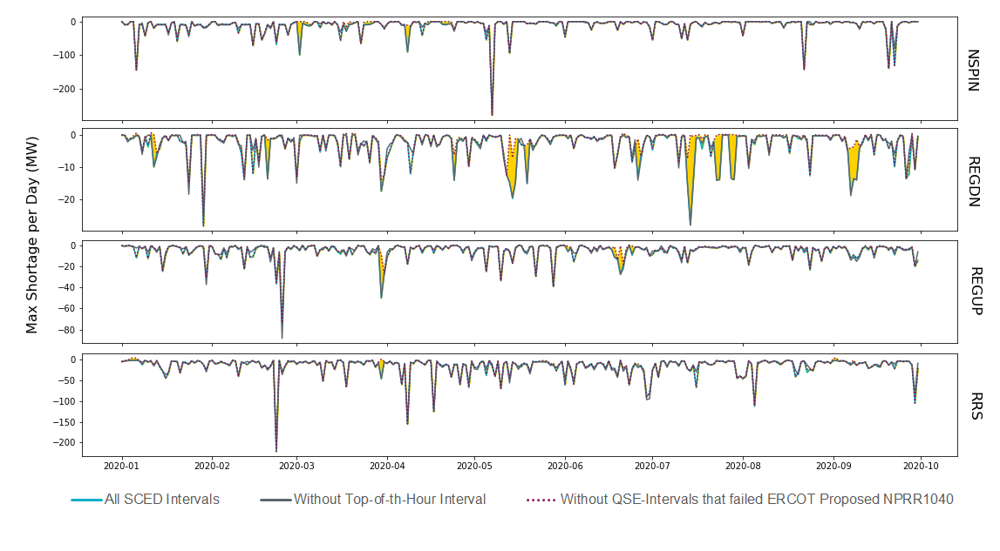 Max Shortage per Day (MW)
0
−100
−200
NSPIN
0
−10
−20
REGDN
0
−20
−40
−60
−80
REGUP
0
−50
−100
−150
−200
RRS
2020-01 2020-02 2020-03 2020-04 2020-05 2020-06 2020-07 2020-08 2020-09 2020-10
All SCED Intervals Without Top-of-th-Hour Interval Without QSE-Intervals that failed ERCOT Proposed NPRR1040